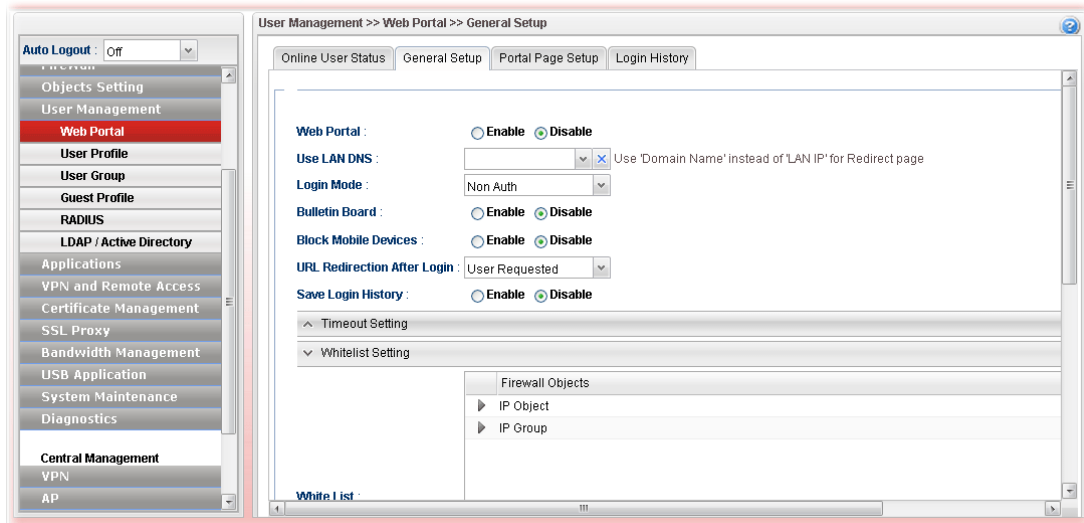 User Management >> Web Portal >> General Setup
Auto Logout : Off
Objects Setting
User Management
Web Portal
User Profile
User Group
Guest Profile
RADIUS
LDAP / Active Directory
Applications
VPN and Remote Access
Certificate Management
SSL Proxy
Bandwidth Management
USB Application
System Maintenance
Diagnostics
Central Management
VPN
AP
Online User Status General Setup Portal Page Setup Login History
Web Portal : Enable Disable
Use LAN DNS : Use 'Domain Name' instead of 'LAN IP' for Redirect page
Login Mode : Non Auth
Bulletin Board : Enable Disable
Block Mobile Devices : Enable Disable
URL Redirection After Login : User Requested
Save Login History : Enable Disable
Timeout Setting
Whitelist Setting
Firewall Objects
IP Object
IP Group
White List :